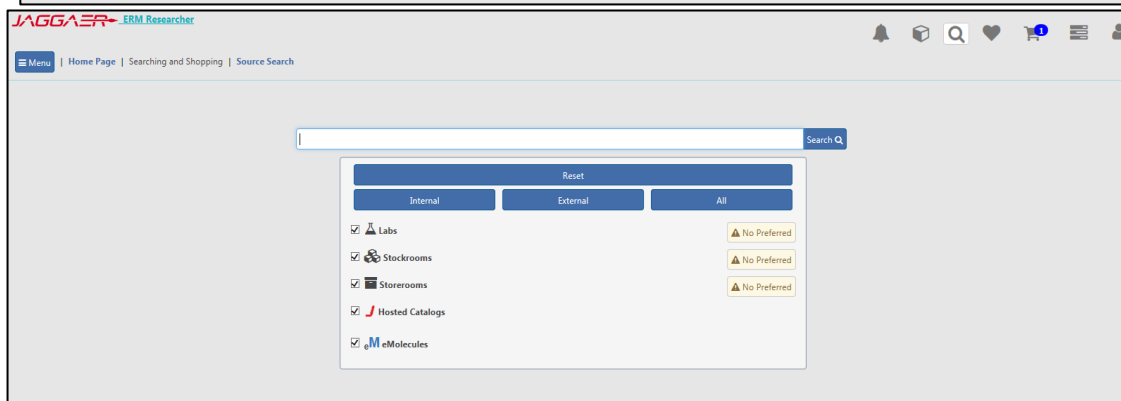 JAGGAER ERM Researcher
1
Menu | Home Page | Searching and Shopping | Source Search
Search
Reset
Internal External All
Labs No Preferred
Stockrooms No Preferred
Storerooms No Preferred
J Hosted Catalogs
eM eMolecules